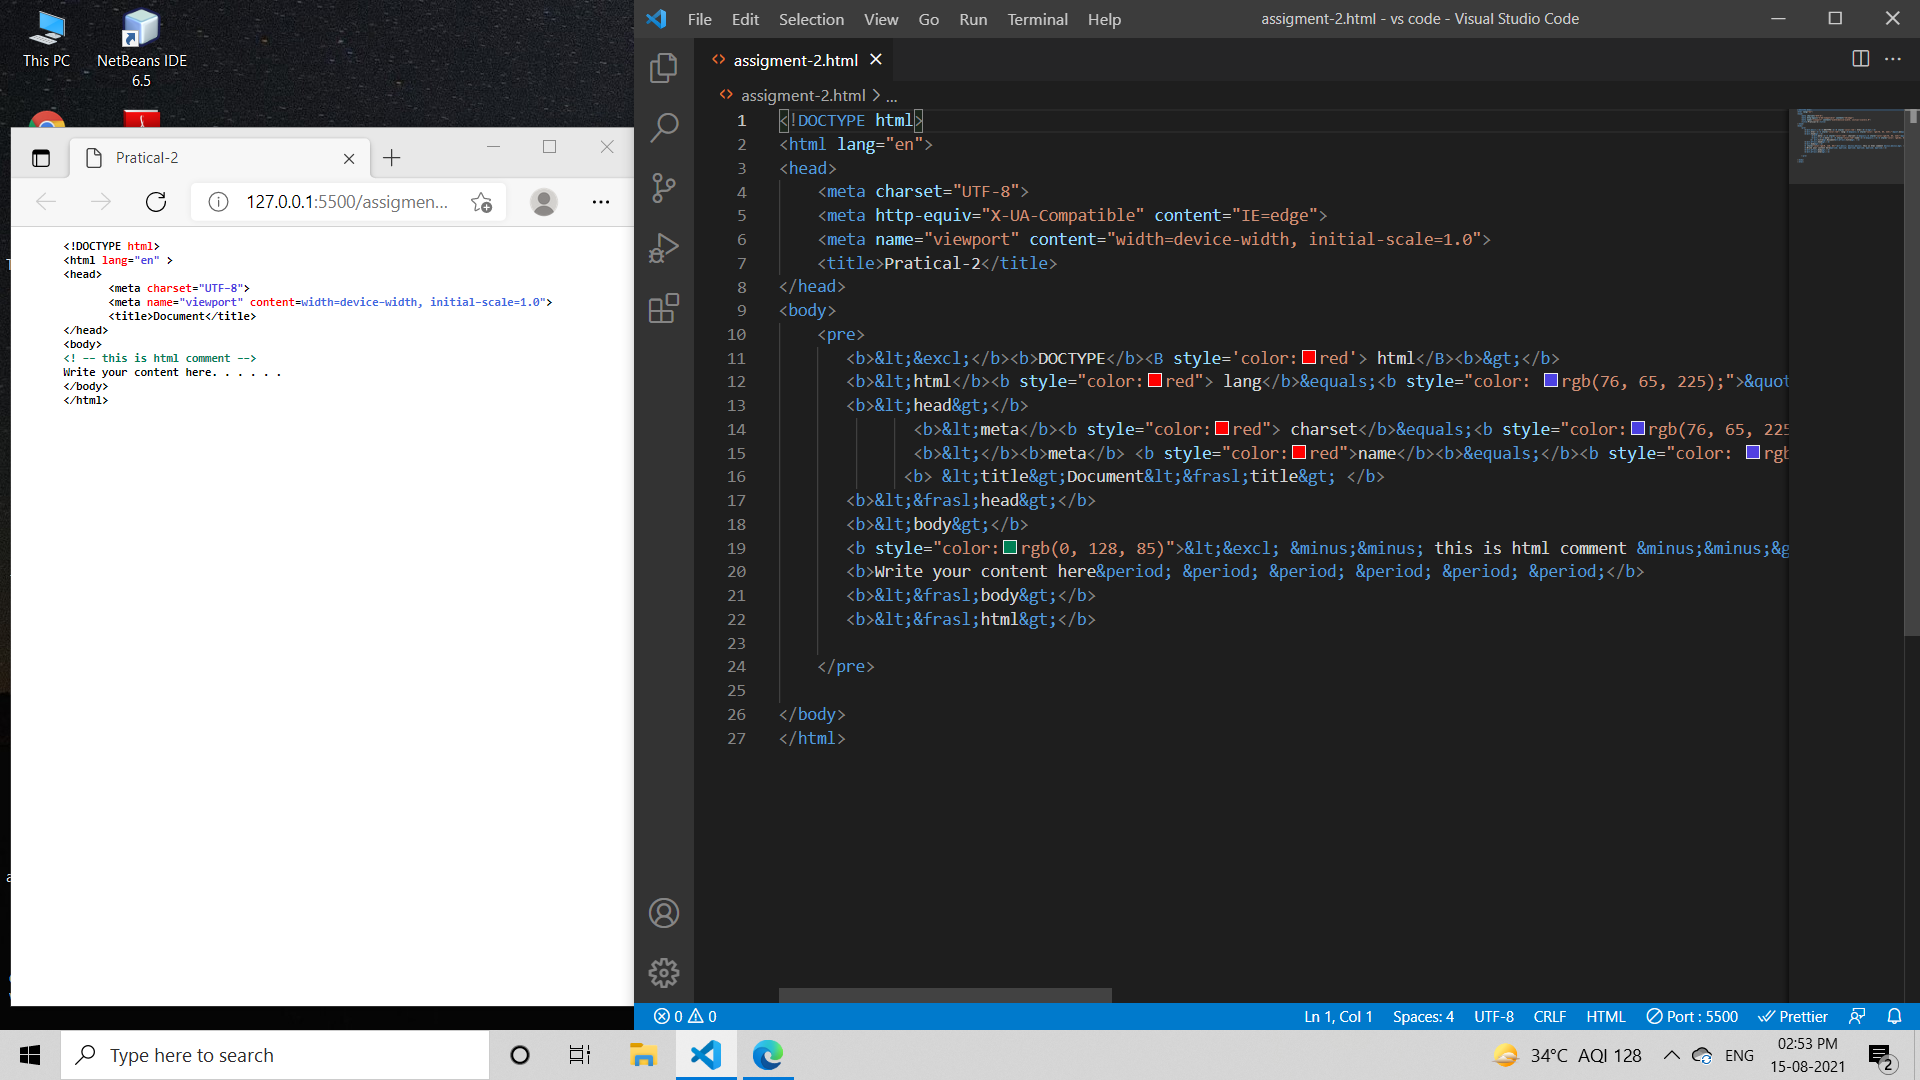 This PC
NetBeans IDE
6.5
Pratical-2
127.0.0.1:5500/assigmen...
<!DOCTYPE html>
<html lang="en" >
<head>
<meta charset="UTF-8">
<meta name="viewport" content=width=device-width, initial-scale=1.0">
<title>Document</title>
</head>
<body>
<! -- this is html comment -->
Write your content here. . . . . .
</body>
</html>
File Edit Selection View Go Run Terminal Help
assigment-2.html - vs code - Visual Studio Code
assigment-2.html
assigment-2.html > ...
1 <!DOCTYPE html>
2 <html lang="en">
3 <head>
4 <meta charset="UTF-8">
5 <meta http-equiv="X-UA-Compatible" content="IE=edge">
6 <meta name="viewport" content="width=device-width, initial-scale=1.0">
7 <title>Pratical-2</title>
8 </head>
9 <body>
10 <pre>
11 <b>&lt;&excl;</b><b>DOCTYPE</b><B style='color:red'> html</B><b>&gt;</b>
12 <b>&lt;html</b><b style="color:red"> lang</b>&equals;<b style="color: rgb(76, 65, 225);">&quot
13 <b>&lt;head&gt;</b>
14 <b>&lt;meta</b><b style="color:red"> charset</b>&equals;<b style="color:rgb(76, 65, 225
15 <b>&lt;</b><b>meta</b> <b style="color:red">name</b><b>&equals;</b><b style="color: rgb
16 <b> &lt;title&gt;Document&lt;&frasl;title&gt; </b>
17 <b>&lt;&frasl;head&gt;</b>
18 <b>&lt;body&gt;</b>
19 <b style="color:rgb(0, 128, 85)">&lt;&excl; &minus;&minus; this is html comment &minus;&minus;&g
20 <b>Write your content here&period; &period; &period; &period; &period; &period;</b>
21 <b>&lt;&frasl;body&gt;</b>
22 <b>&lt;&frasl;html&gt;</b>
23
24 </pre>
25
26 </body>
27 </html>
0 0
Ln 1, Col 1 Spaces: 4 UTF-8 CRLF HTML Port : 5500 Prettier
Type here to search
34°C AQI 128
ENG
02:53 PM
15-08-2021
2